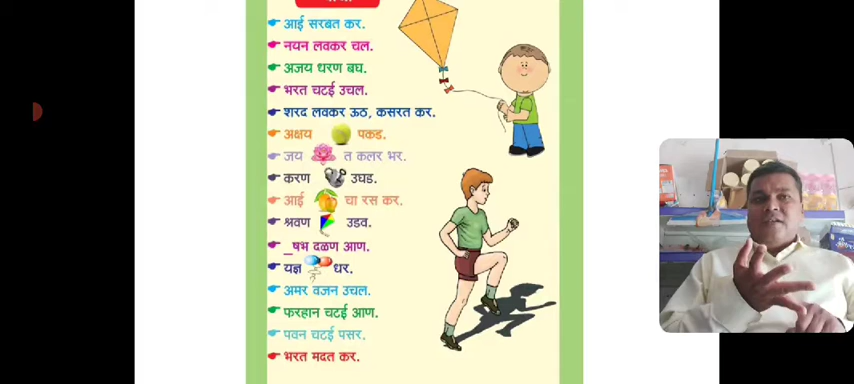 आई सरबत कर.
नयन लवकर चल.
अजय धरण बघ.
भरत चटई उचल.
शरद लवकर ऊठ, कसरत कर.
अक्षय पकड.
जय त कलर भर.
करण उघड.
आई चा रस कर.
श्रवण उडव.
_षभ दळण आण.
यज्ञ धर.
अमर वजन उचल.
फरहान चटई आण.
पवन चटई पसर.
भरत मदत कर.